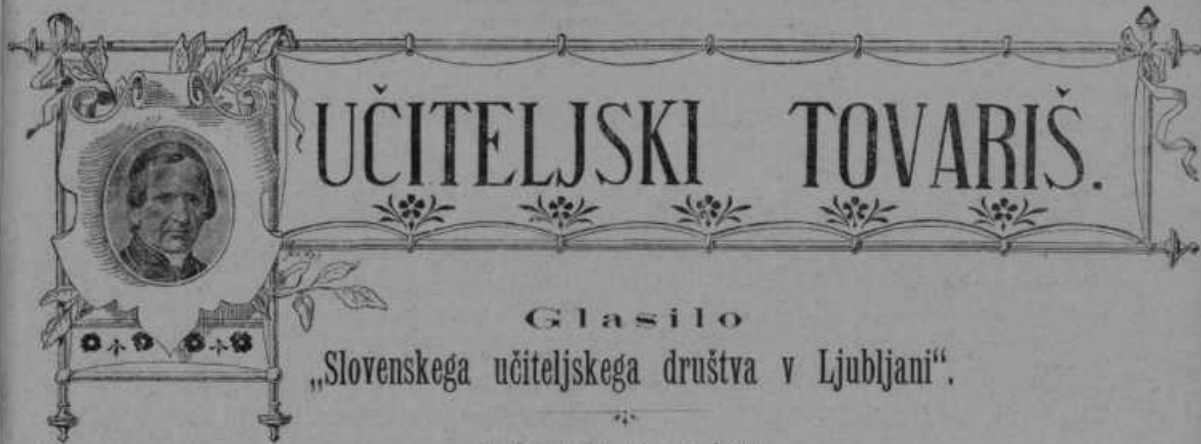 UČITELJSKI TOVARIŠ.
Glasilo
„Slovenskega učiteljskega društva v Ljubljani“.